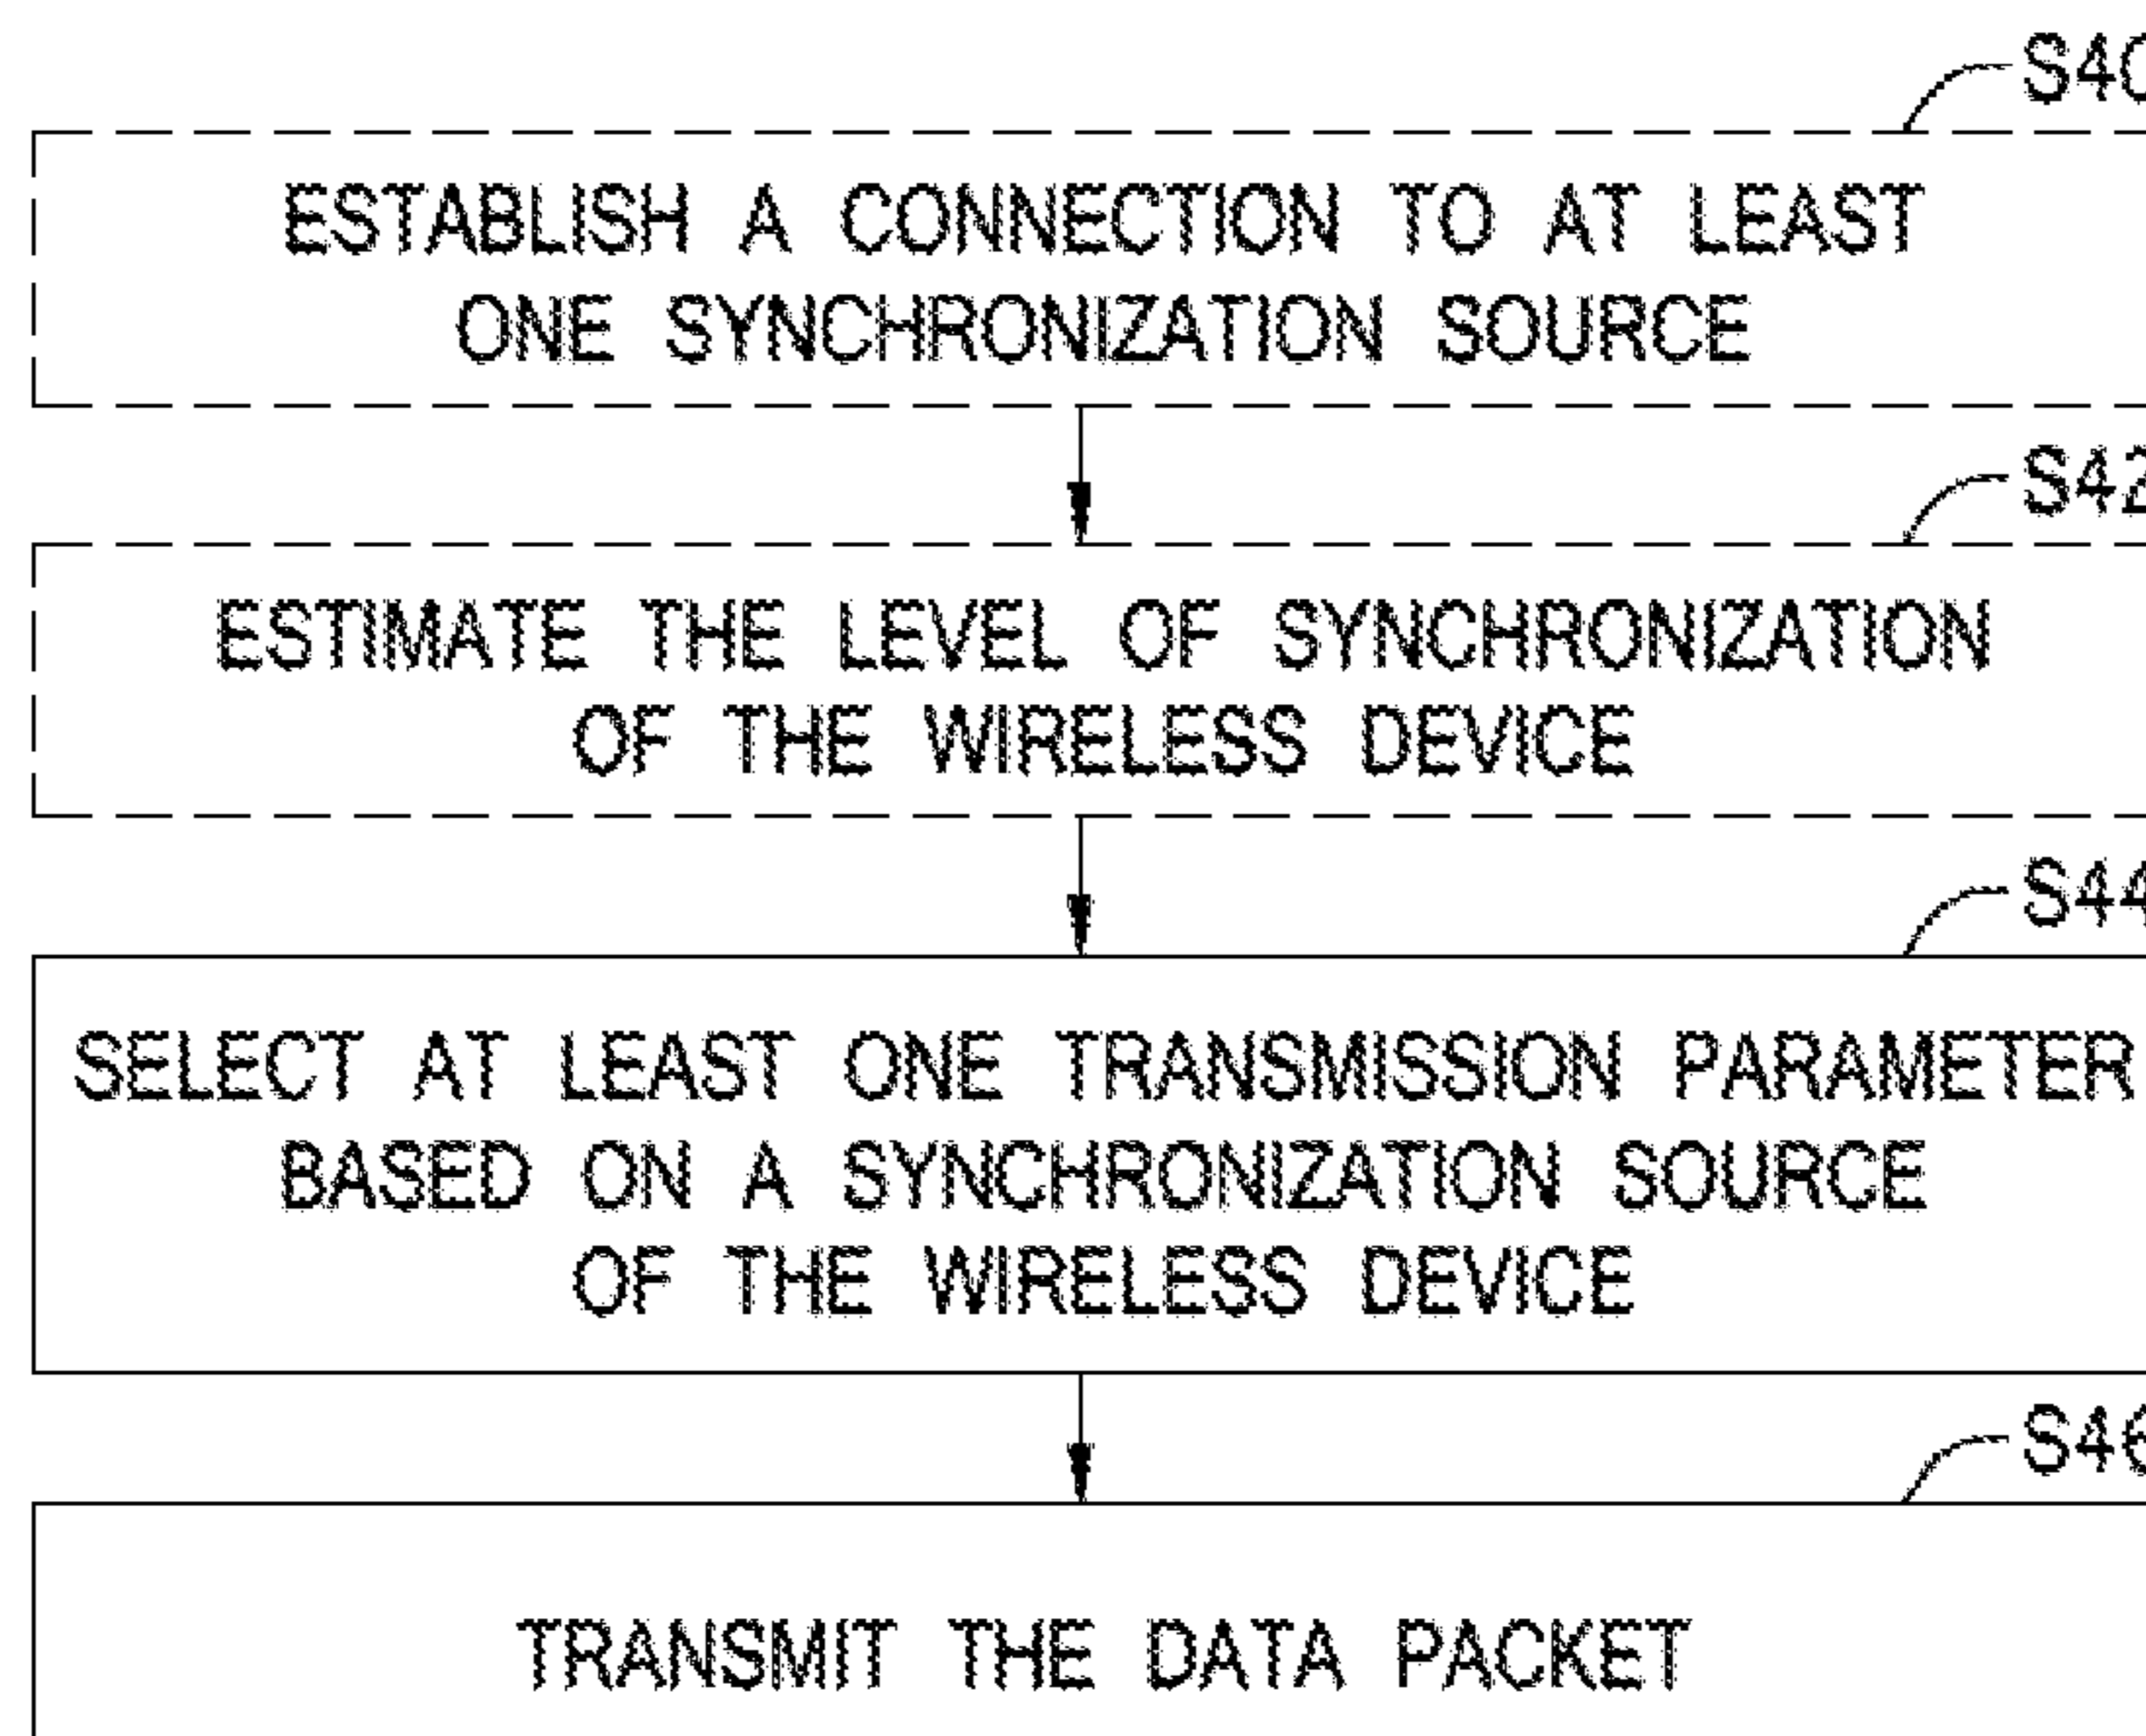 S40
ESTABLISH A CONNECTION TO AT LEAST
ONE SYNCHRONIZATION SOURCE
S42
ESTIMATE THE LEVEL OF SYNCHRONIZATION
OF THE WIRELESS DEVICE
S44
SELECT AT LEAST ONE TRANSMISSION PARAMETER
BASED ON A SYNCHRONIZATION SOURCE
OF THE WIRELESS DEVICE
S46
TRANSMIT THE DATA PACKET